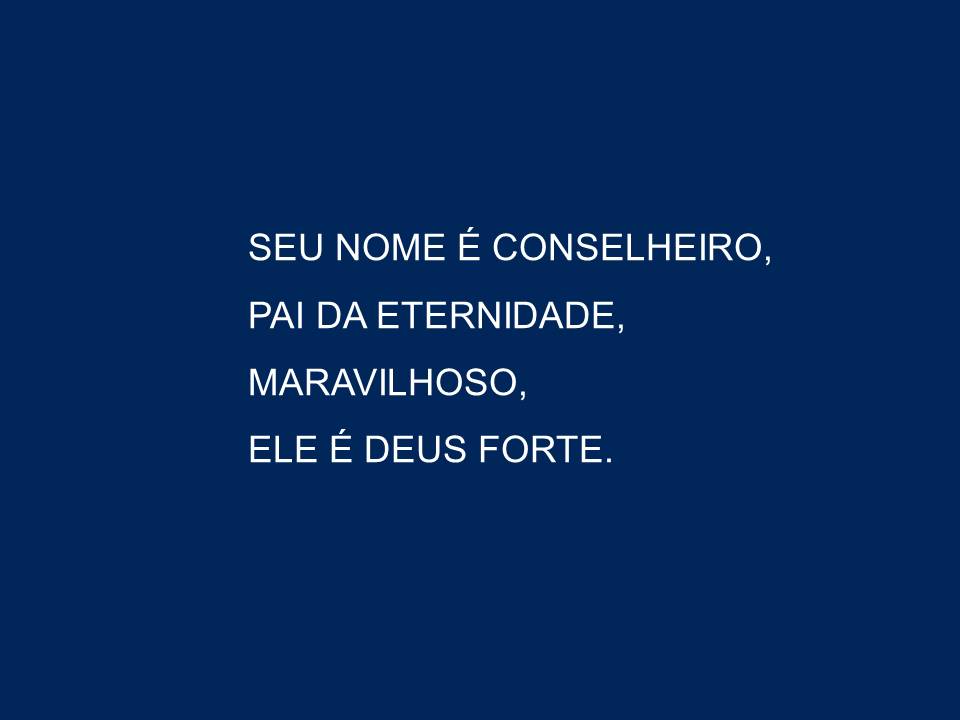 SEU NOME É CONSELHEIRO,
PAI DA ETERNIDADE,
MARAVILHOSO,
ELE É DEUS FORTE.